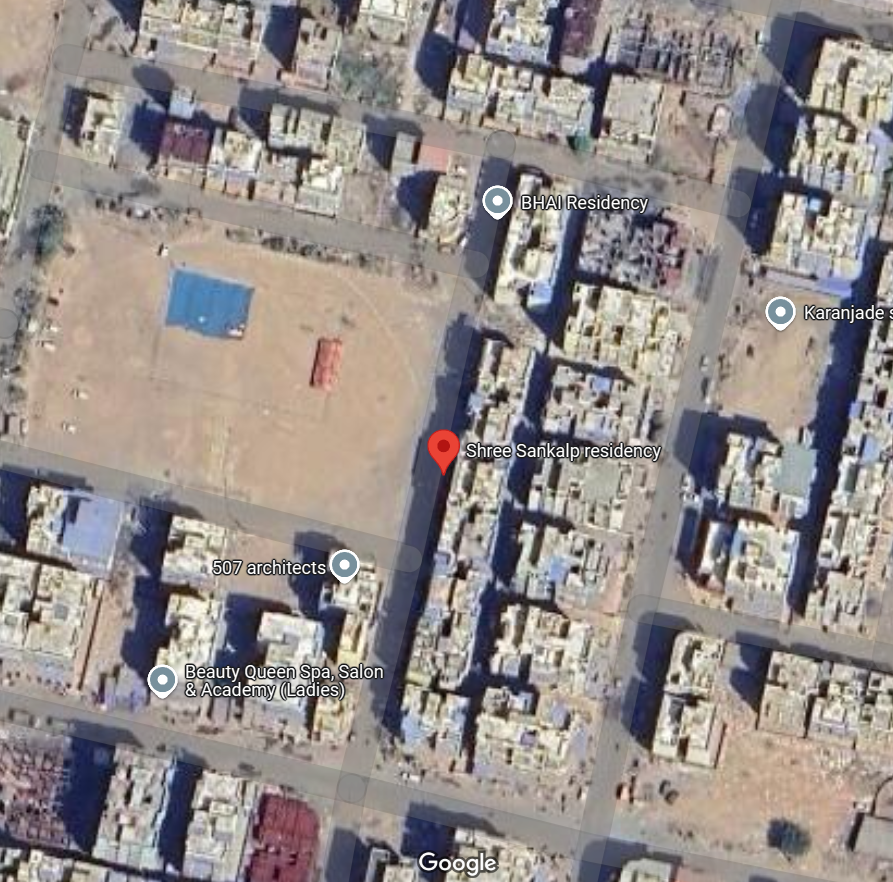 BHAI Residency
Karanjade s
Shree Sankalp residency
507 architects
Beauty Queen Spa, Salon
& Academy (Ladies)
Google